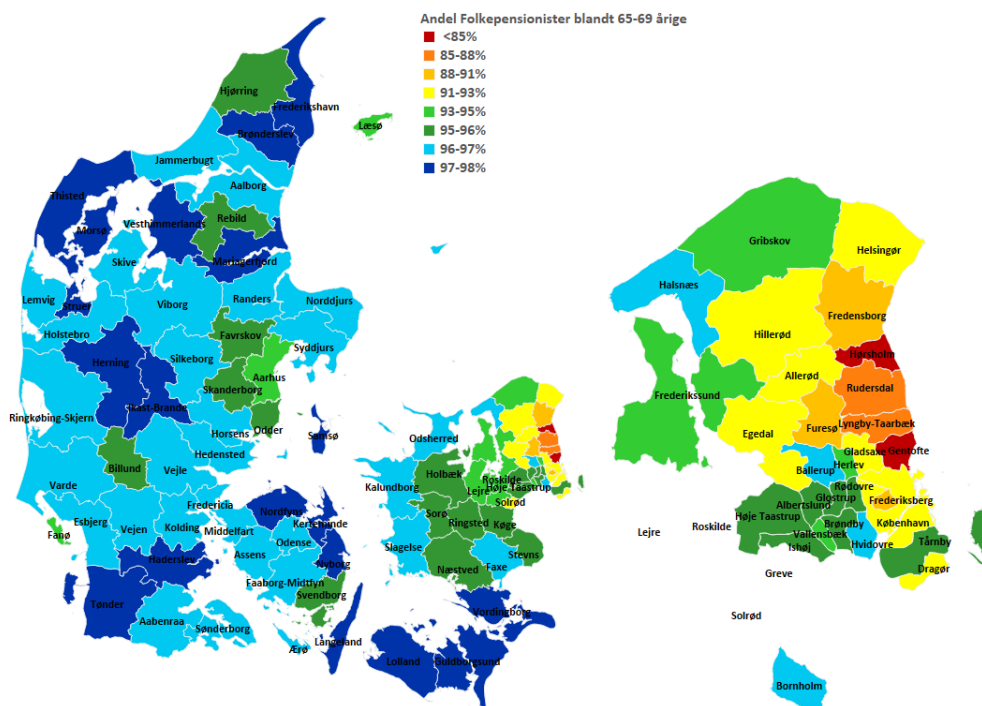 Andel Folkepensionister blandt 65-69 årige
<85%
85-88%
88-91%
91-93%
93-95%
95-96%
96-97%
97-98%
Hjørring
Frederikshavn
Læsø
Brønderslev
Jammerbugt
Aalborg
Thisted
Vesthimmerlands
Rebild
Morsø
Skive
Mariagerfjord
Lemvig
Struer
Viborg
Randers
Norddjurs
Holstebro
Favrskov
Syddjurs
Herning
Silkeborg
Aarhus
Skanderborg
Ikast-Brande
Ringkøbing-Skjern
Odder
Horsens
Samsø
Hedensted
Billund
Vejle
Varde
Fredericia
Esbjerg
Vejen
Kolding
Middelfart
Fanø
Nordfyns
Kerteminde
Odense
Assens
Nyborg
Haderslev
Faaborg-Midtfyn
Svendborg
Tønder
Aabenraa
Sønderborg
Ærø
Langeland
Odsherred
Holbæk
Kalundborg
Roskilde
Høje Taastrup
Lejre
Solrød
Sorø
Ringsted
Køge
Slagelse
Stevns
Næstved
Faxe
Vordingborg
Lolland
Guldborgsund
Gribskov
Helsingør
Halsnæs
Fredensborg
Hillerød
Hørsholm
Allerød
Rudersdal
Frederikssund
Egedal
Furesø
Lyngby-Taarbæk
Gladsaxe
Gentofte
Ballerup
Herlev
Rødovre
Glostrup
Albertslund
Frederiksberg
Høje Taastrup
Brøndby
København
Roskilde
Lejre
Vallensbæk
Hvidovre
Ishøj
Tårnby
Greve
Dragør
Solrød
Bornholm